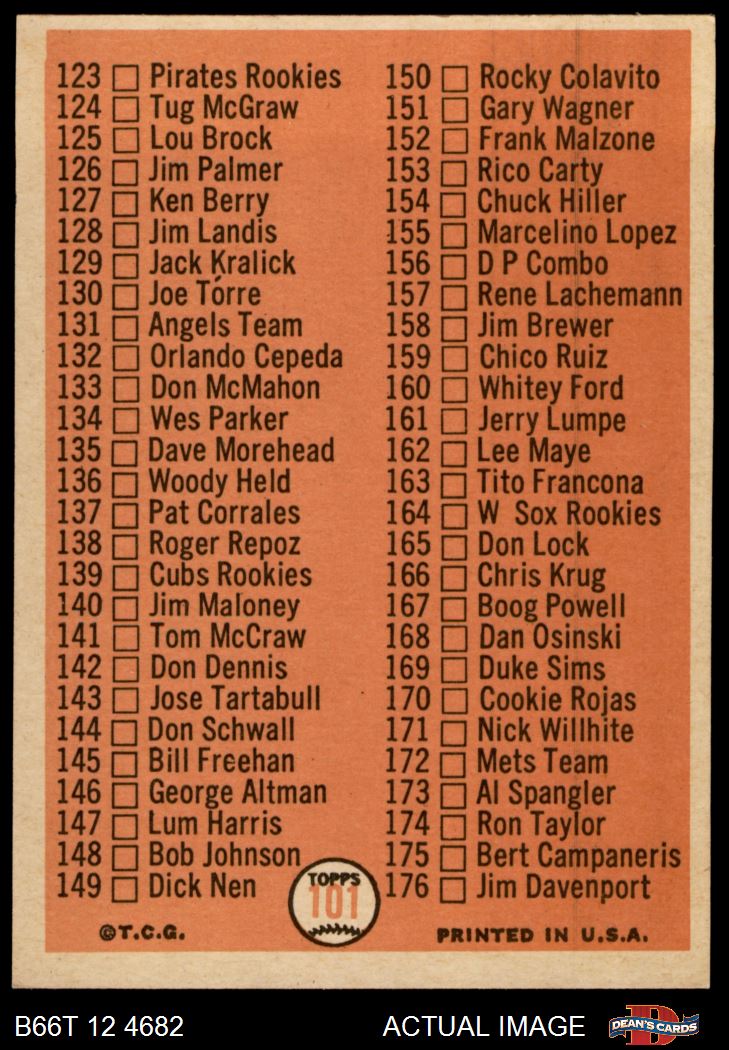 123 Pirates Rookies
124 Tug McGraw
125 Lou Brock
126 Jim Palmer
127 Ken Berry
128 Jim Landis
129 Jack Kralick
130 Joe Torre
131 Angels Team
132 Orlando Cepeda
133 Don McMahon
134 Wes Parker
135 Dave Morehead
136 Woody Held
137 Pat Corrales
138 Roger Repoz
139 Cubs Rookies
140 Jim Maloney
141 Tom McCraw
142 Don Dennis
143 Jose Tartabull
144 Don Schwall
145 Bill Freehan
146 George Altman
147 Lum Harris
148 Bob Johnson
149 Dick Nen
150 Rocky Colavito
151 Gary Wagner
152 Frank Malzone
153 Rico Carty
154 Chuck Hiller
155 Marcelino Lopez
156 D P Combo
157 Rene Lachemann
158 Jim Brewer
159 Chico Ruiz
160 Whitey Ford
161 Jerry Lumpe
162 Lee Maye
163 Tito Francona
164 W Sox Rookies
165 Don Lock
166 Chris Krug
167 Boog Powell
168 Dan Osinski
169 Duke Sims
170 Cookie Rojas
171 Nick Willhite
172 Mets Team
173 Al Spangler
174 Ron Taylor
175 Bert Campaneris
176 Jim Davenport
TOPPS
101
©T.C.G.
PRINTED IN U.S.A.
B66T 12 4682
ACTUAL IMAGE
D
DEAN'S CARDS